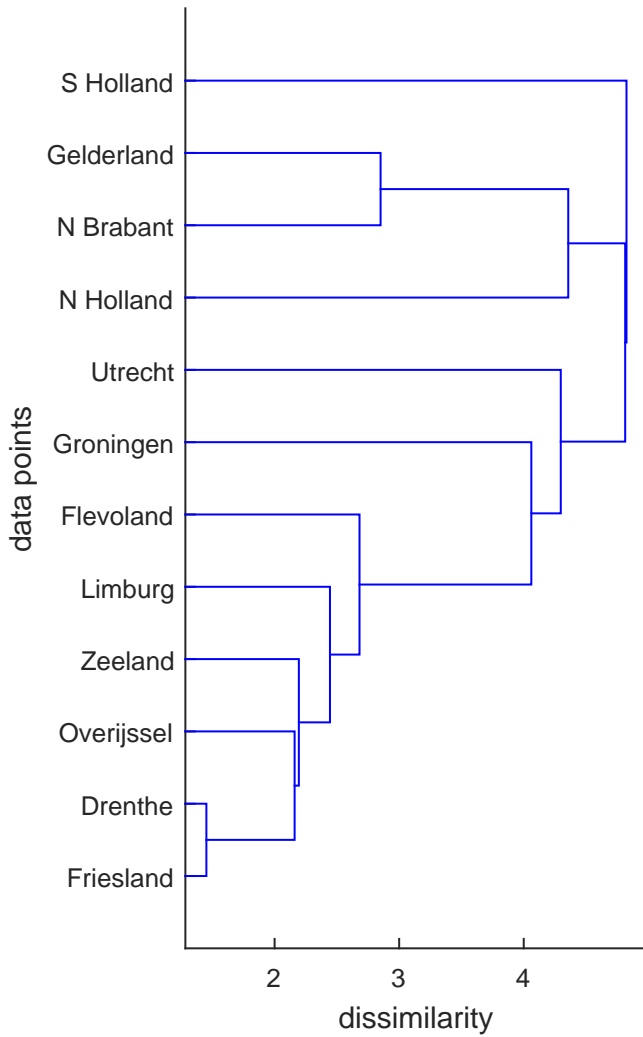 S Holland
Gelderland
N Brabant
N Holland
Utrecht
Groningen
Flevoland
Limburg
Zeeland
Overijssel
Drenthe
Friesland
data points
2 3 4
dissimilarity